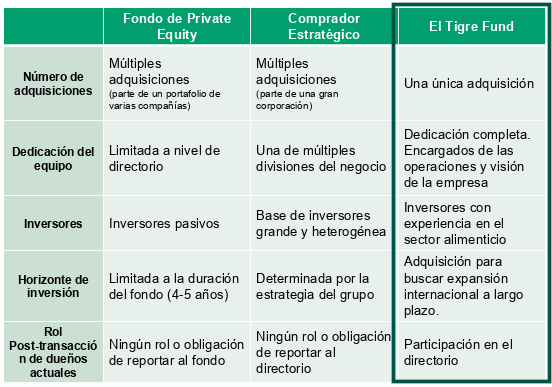 Fondo de Private
Equity
Comprador
Estratégico
El Tigre Fund
Número de
adquisiciones
Múltiples
adquisiciones
(parte de un portafolio de
varias compañías)
Múltiples
adquisiciones
(parte de una gran
corporación)
Una única adquisición
Dedicación del
equipo
Limitada a nivel de
directorio
Una de múltiples
divisiones del negocio
Dedicación completa.
Encargados de las
operaciones y visión
de la empresa
Inversores
Inversores pasivos
Base de inversores
grande y heterogénea
Inversores con
experiencia en el
sector alimenticio
Horizonte de
inversión
Limitada a la duración
del fondo (4-5 años)
Determinada por la
estrategia del grupo
Adquisición para
buscar expansión
internacional a largo
plazo.
Rol
Post-transacció
n de dueños
actuales
Ningún rol o obligación
de reportar al fondo
Ningún rol o obligación
de reportar al
directorio
Participación en el
directorio